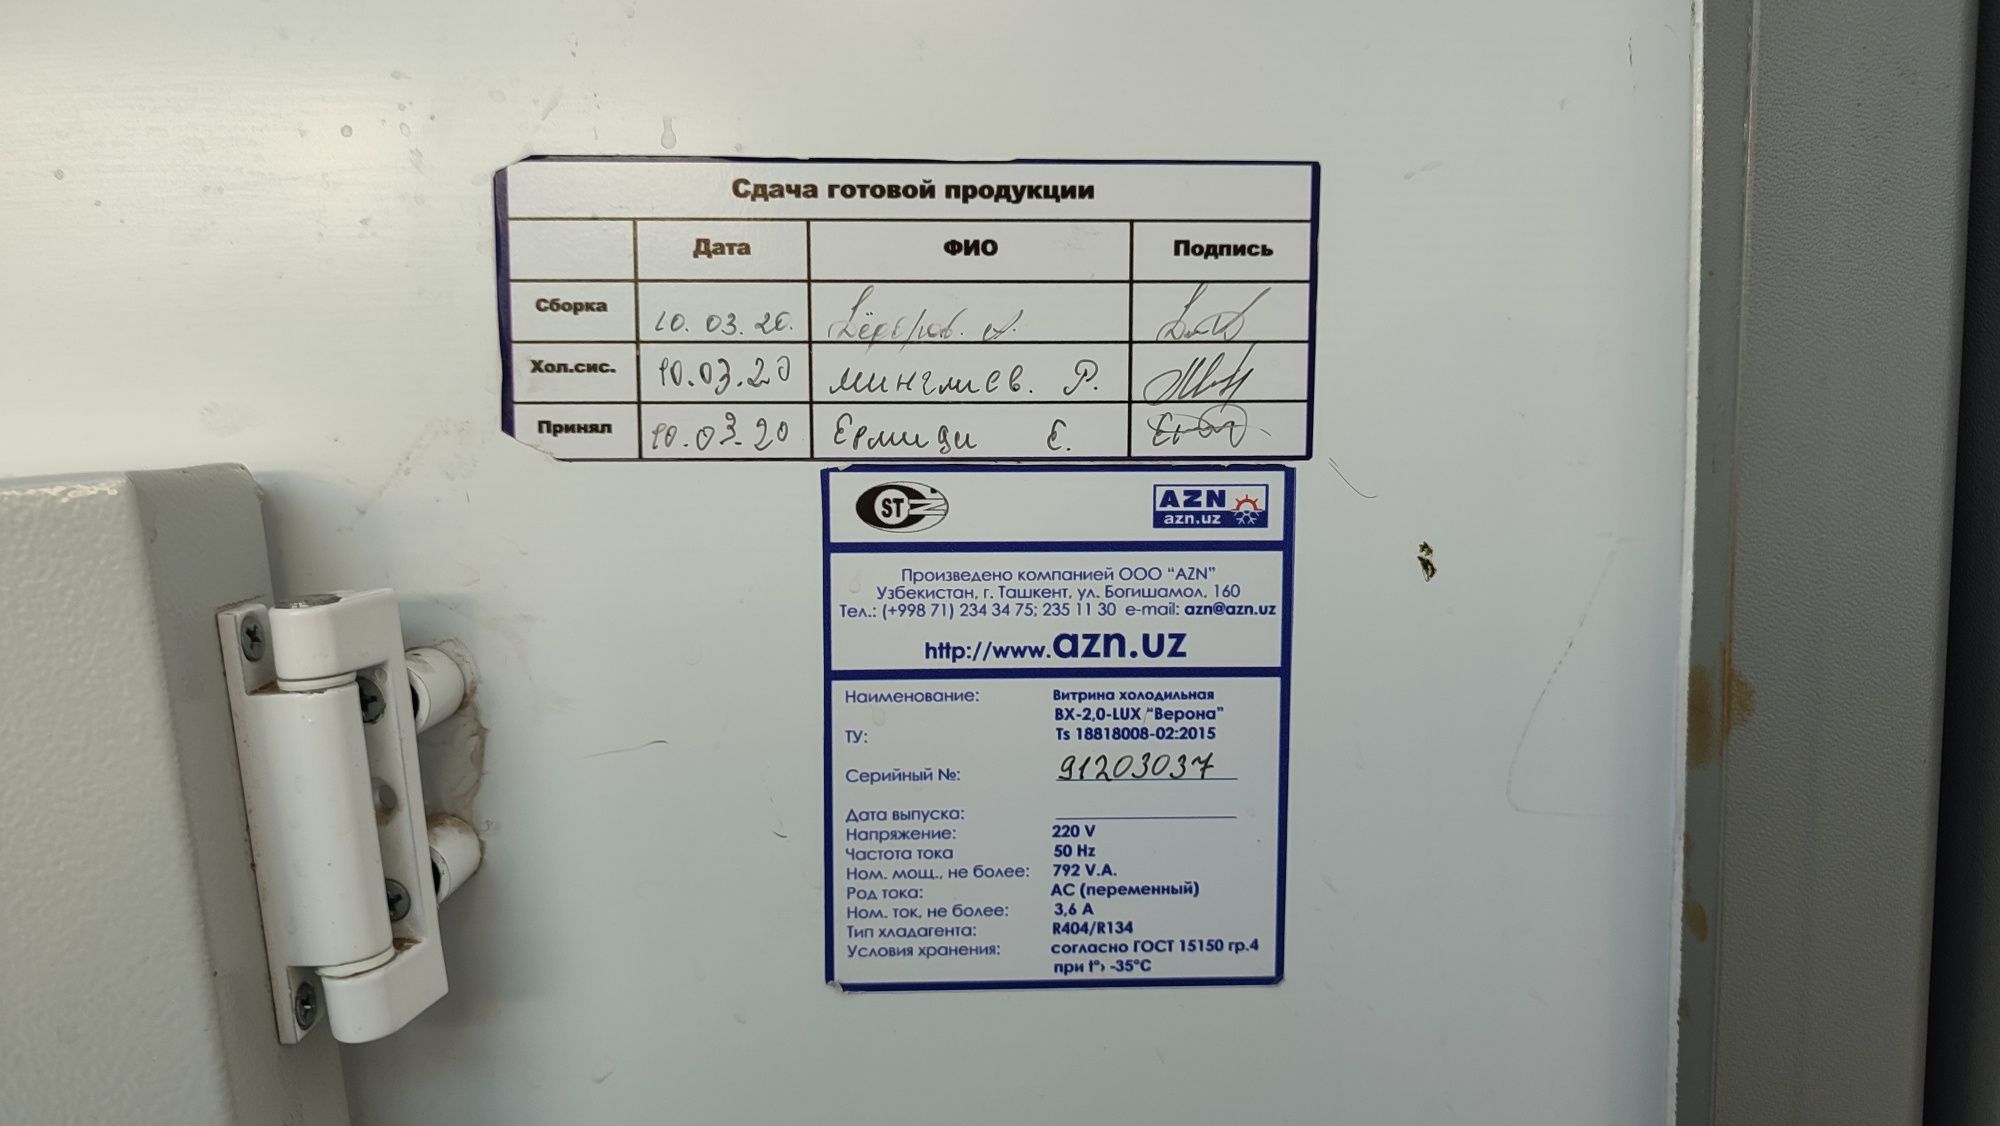 Сдача готовой продукции
Дата ФИО Подпись
Сборка 10.03.20.
Хол.сис. 10.03.20 Р.
Принял 10.03.20 Ермиди Е.
ST
AZN
azn.uz
Произведено компанией ООО “AZN”
Узбекистан, г. Ташкент, ул. Богишамол, 160
Тел.: (+998 71) 234 34 75; 235 11 30 e-mail: azn@azn.uz
http://www.azn.uz
Наименование: Витрина холодильная
ВХ-2,0-LUX “Верона”
ТУ: Ts 18818008-02:2015
Серийный №: 91203037
Дата выпуска:
Напряжение: 220 V
Частота тока 50 Hz
Ном. мощ., не более: 792 V.A.
Род тока: AC (переменный)
Ном. ток, не более: 3,6 А
Тип хладагента: R404/R134
Условия хранения: согласно ГОСТ 15150 гр.4
при t°› -35°С